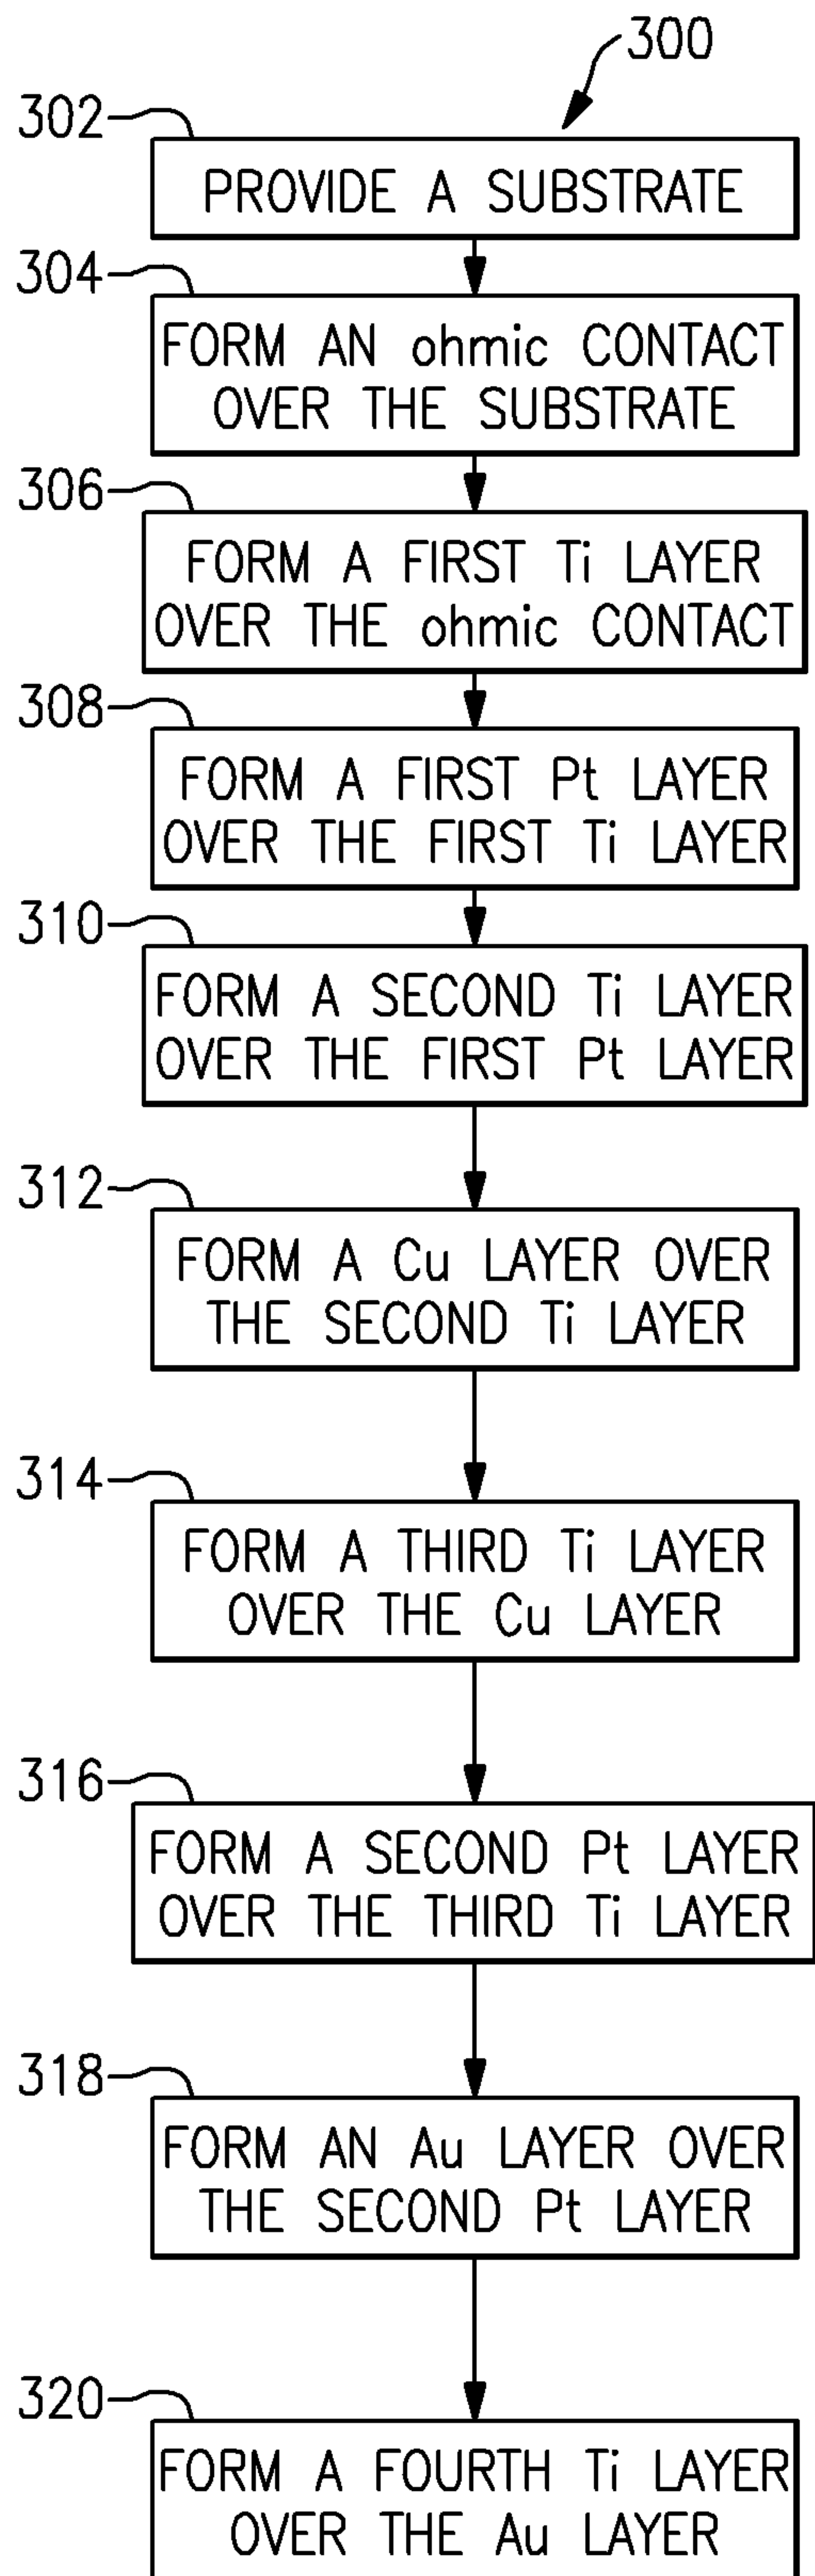 300
302
PROVIDE A SUBSTRATE
304
FORM AN ohmic CONTACT
OVER THE SUBSTRATE
306
FORM A FIRST Ti LAYER
OVER THE ohmic CONTACT
308
FORM A FIRST Pt LAYER
OVER THE FIRST Ti LAYER
310
FORM A SECOND Ti LAYER
OVER THE FIRST Pt LAYER
312
FORM A Cu LAYER OVER
THE SECOND Ti LAYER
314
FORM A THIRD Ti LAYER
OVER THE Cu LAYER
316
FORM A SECOND Pt LAYER
OVER THE THIRD Ti LAYER
318
FORM AN Au LAYER OVER
THE SECOND Pt LAYER
320
FORM A FOURTH Ti LAYER
OVER THE Au LAYER